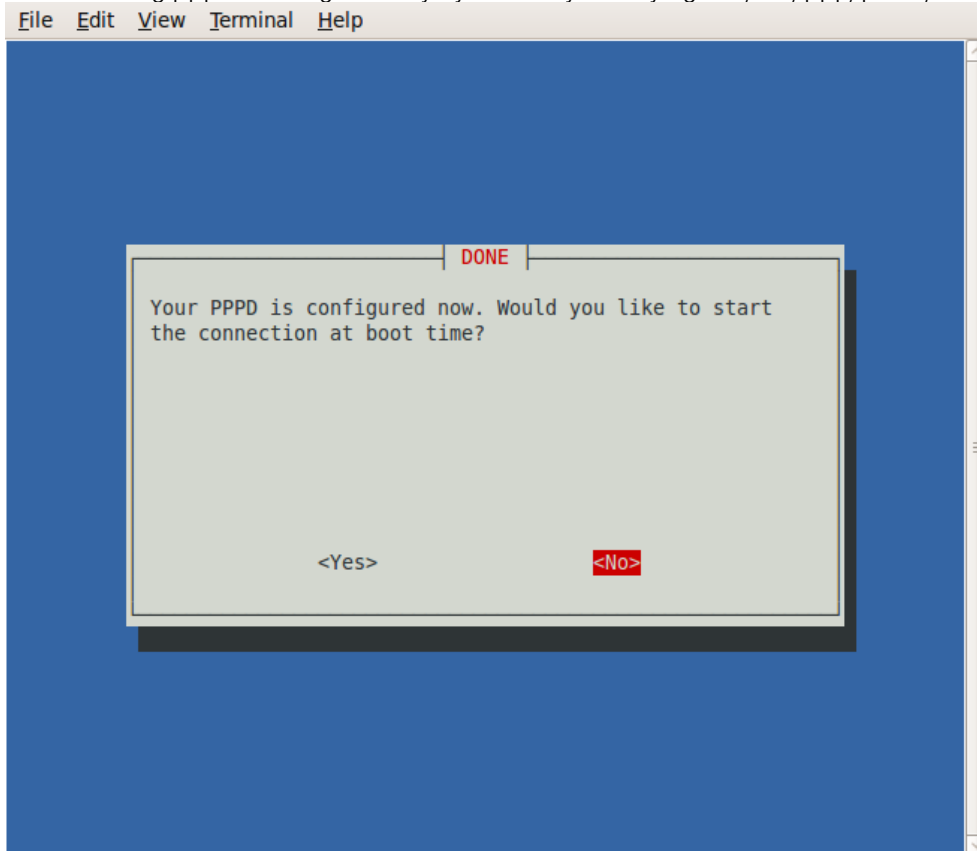 File Edit View Terminal Help
DONE
Your PPPD is configured now. Would you like to start
the connection at boot time?
<Yes> <No>